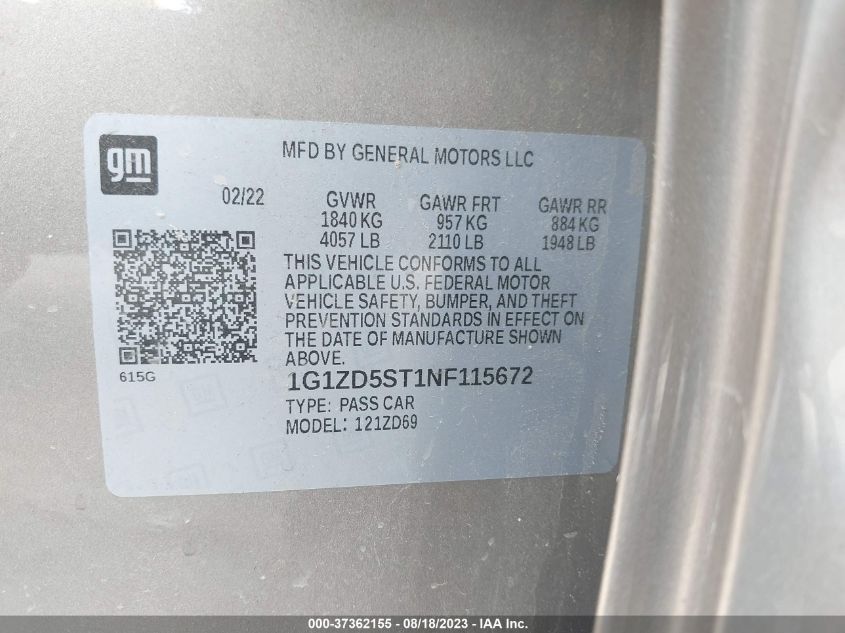 gm
MFD BY GENERAL MOTORS LLC
02/22
GVWR GAWR FRT GAWR RR
1840 KG 957 KG 884 KG
4057 LB 2110 LB 1948 LB
THIS VEHICLE CONFORMS TO ALL
APPLICABLE U.S. FEDERAL MOTOR
VEHICLE SAFETY, BUMPER, AND THEFT
PREVENTION STANDARDS IN EFFECT ON
THE DATE OF MANUFACTURE SHOWN
ABOVE.
615G
1G1ZD5ST1NF115672
TYPE: PASS CAR
MODEL: 121ZD69
000-37362155 - 08/18/2023 - IAA Inc.